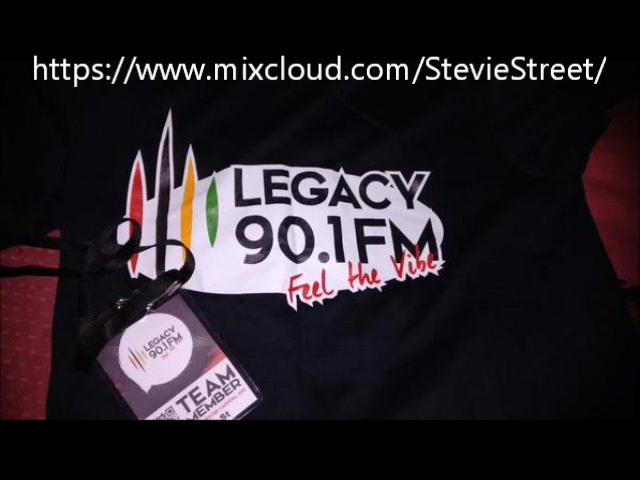 https://www.mixcloud.com/StevieStreet/
LEGACY
90.1FM
Feel the Vibe
LEGACY
90.1FM
TEAM
MEMBER